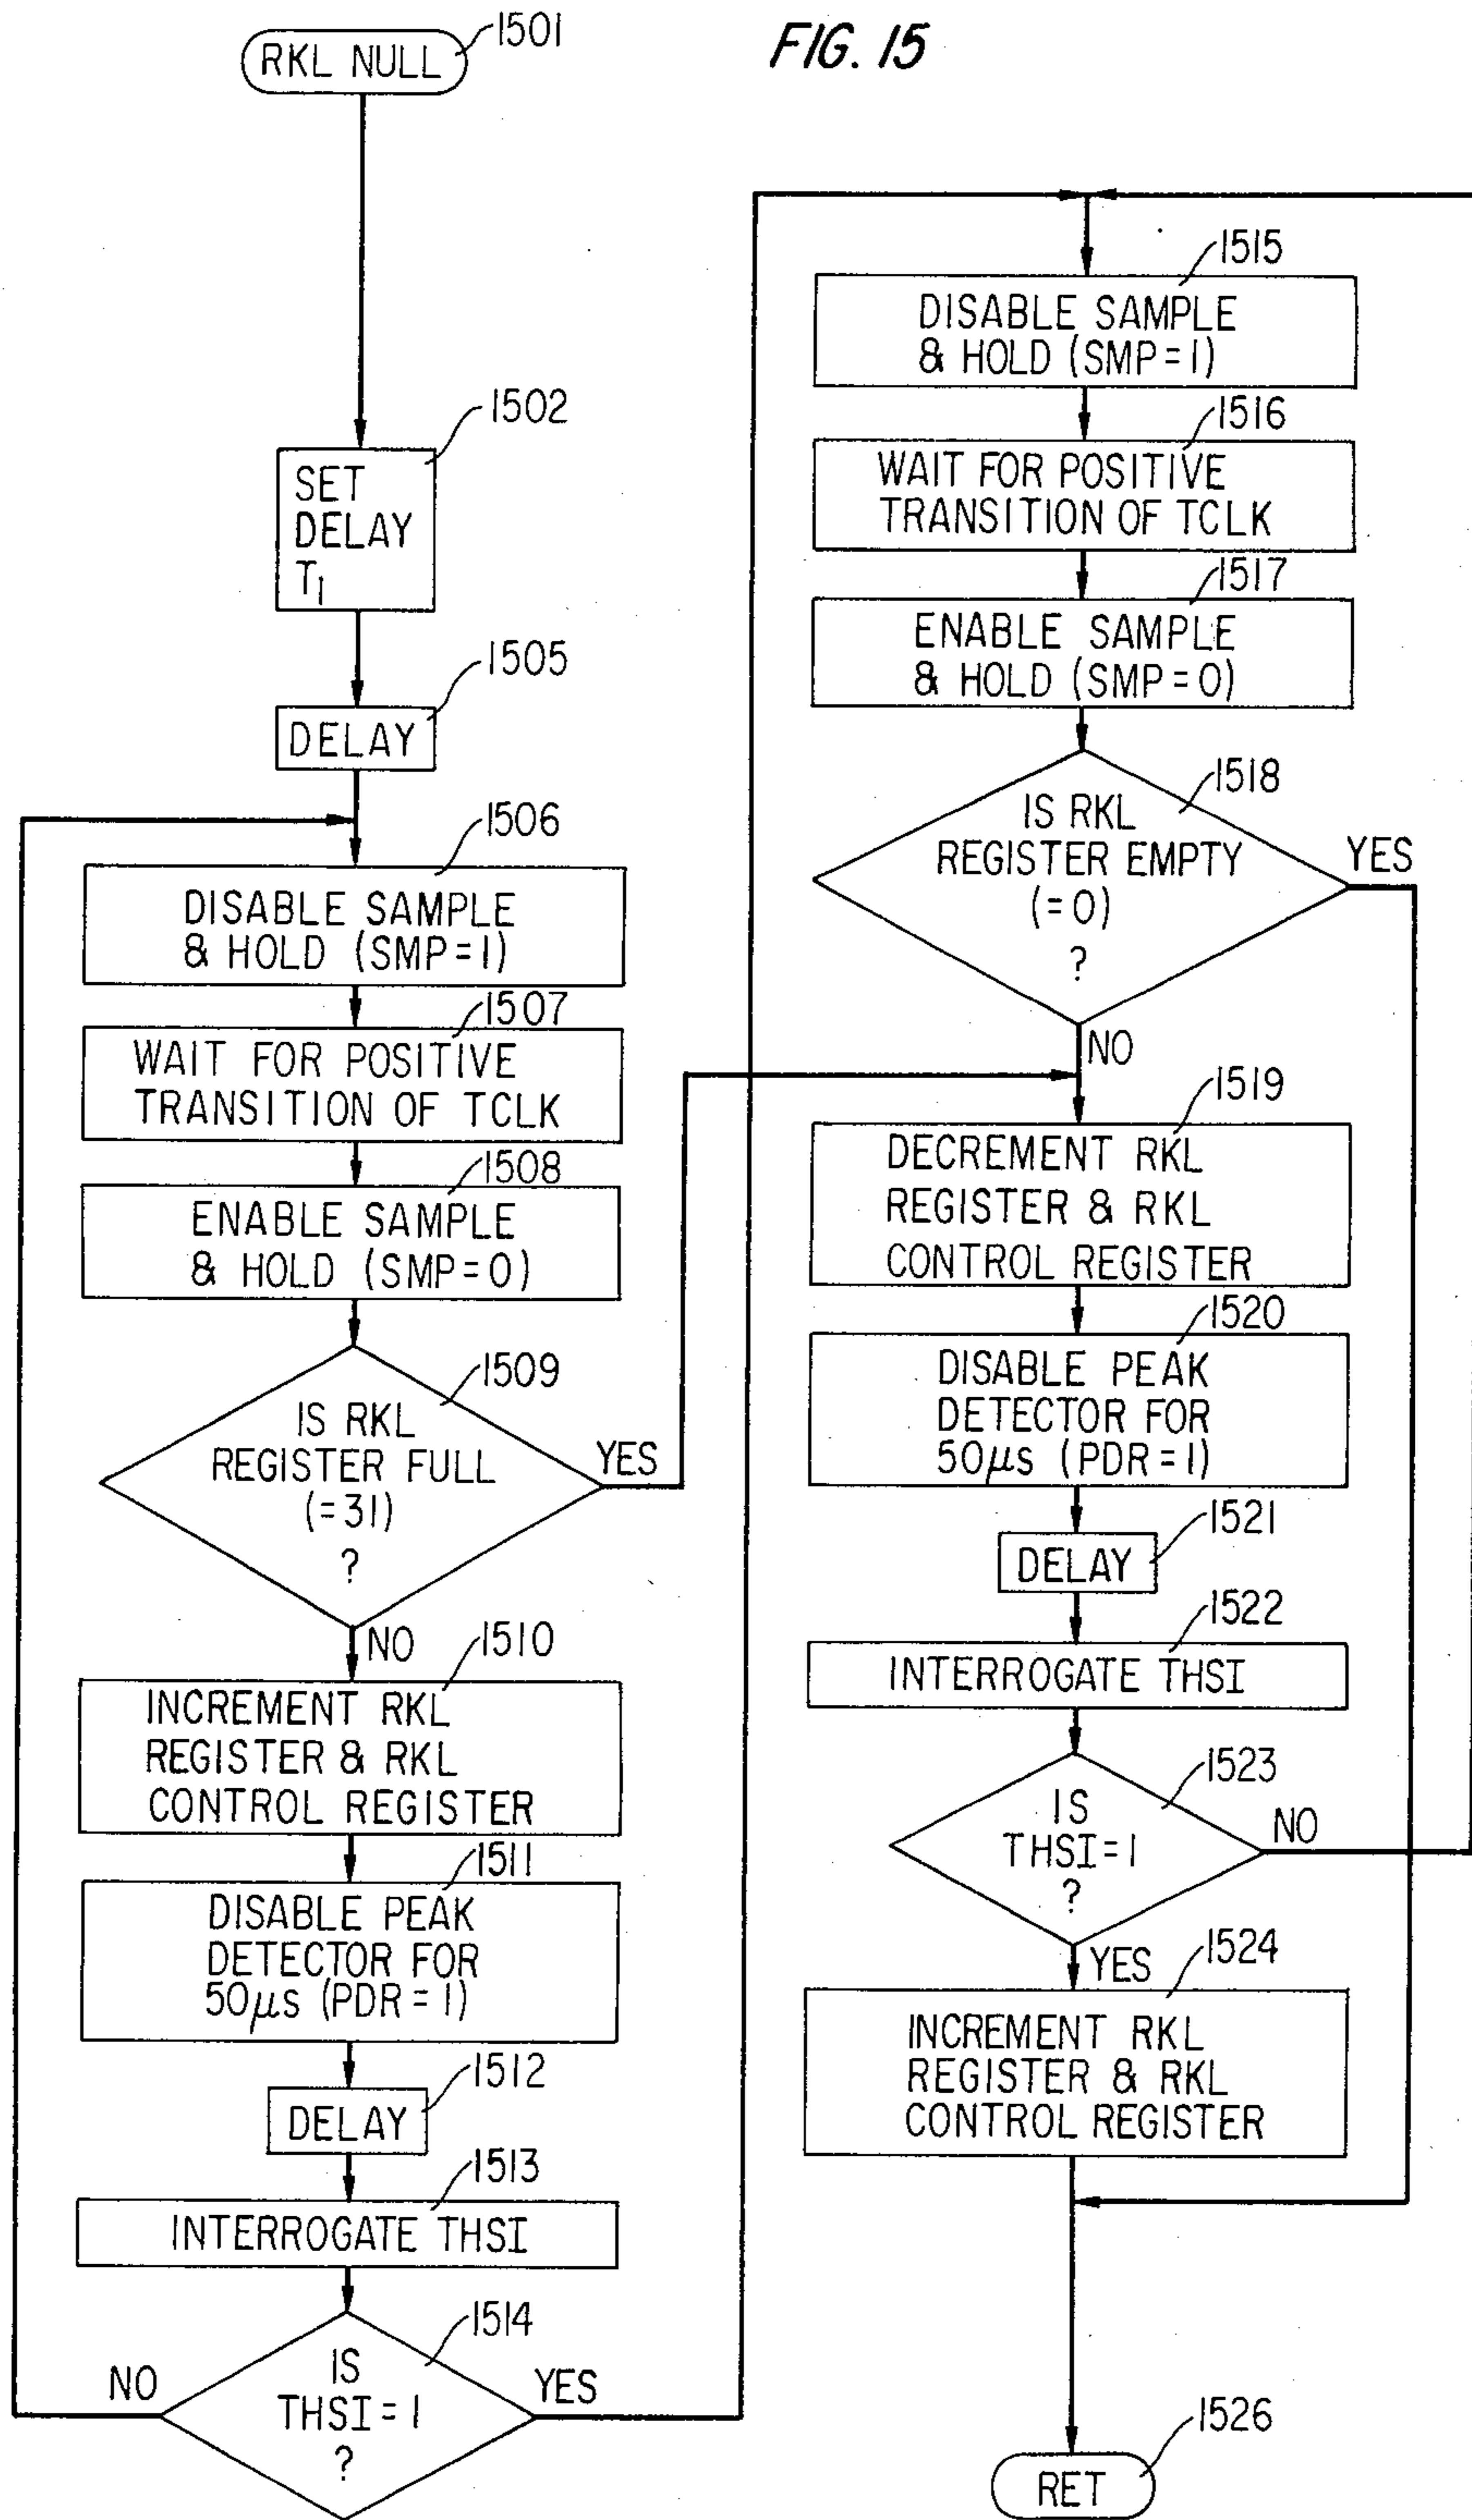 FIG. 15
RKL NULL
1501
1502
SET
DELAY
T1
1505
DELAY
1506
DISABLE SAMPLE
& HOLD (SMP=1)
1507
WAIT FOR POSITIVE
TRANSITION OF TCLK
1508
ENABLE SAMPLE
& HOLD (SMP=0)
1509
IS RKL
REGISTER FULL
(=31)
?
YES
NO
1510
INCREMENT RKL
REGISTER & RKL
CONTROL REGISTER
1511
DISABLE PEAK
DETECTOR FOR
50µs (PDR=1)
1512
DELAY
1513
INTERROGATE THSI
1514
IS
THSI=1
?
NO
YES
1515
DISABLE SAMPLE
& HOLD (SMP=1)
1516
WAIT FOR POSITIVE
TRANSITION OF TCLK
1517
ENABLE SAMPLE
& HOLD (SMP=0)
1518
IS RKL
REGISTER EMPTY
(=0)
?
YES
NO
1519
DECREMENT RKL
REGISTER & RKL
CONTROL REGISTER
1520
DISABLE PEAK
DETECTOR FOR
50µs (PDR=1)
1521
DELAY
1522
INTERROGATE THSI
1523
IS
THSI=1
?
NO
YES
1524
INCREMENT RKL
REGISTER & RKL
CONTROL REGISTER
1526
RET